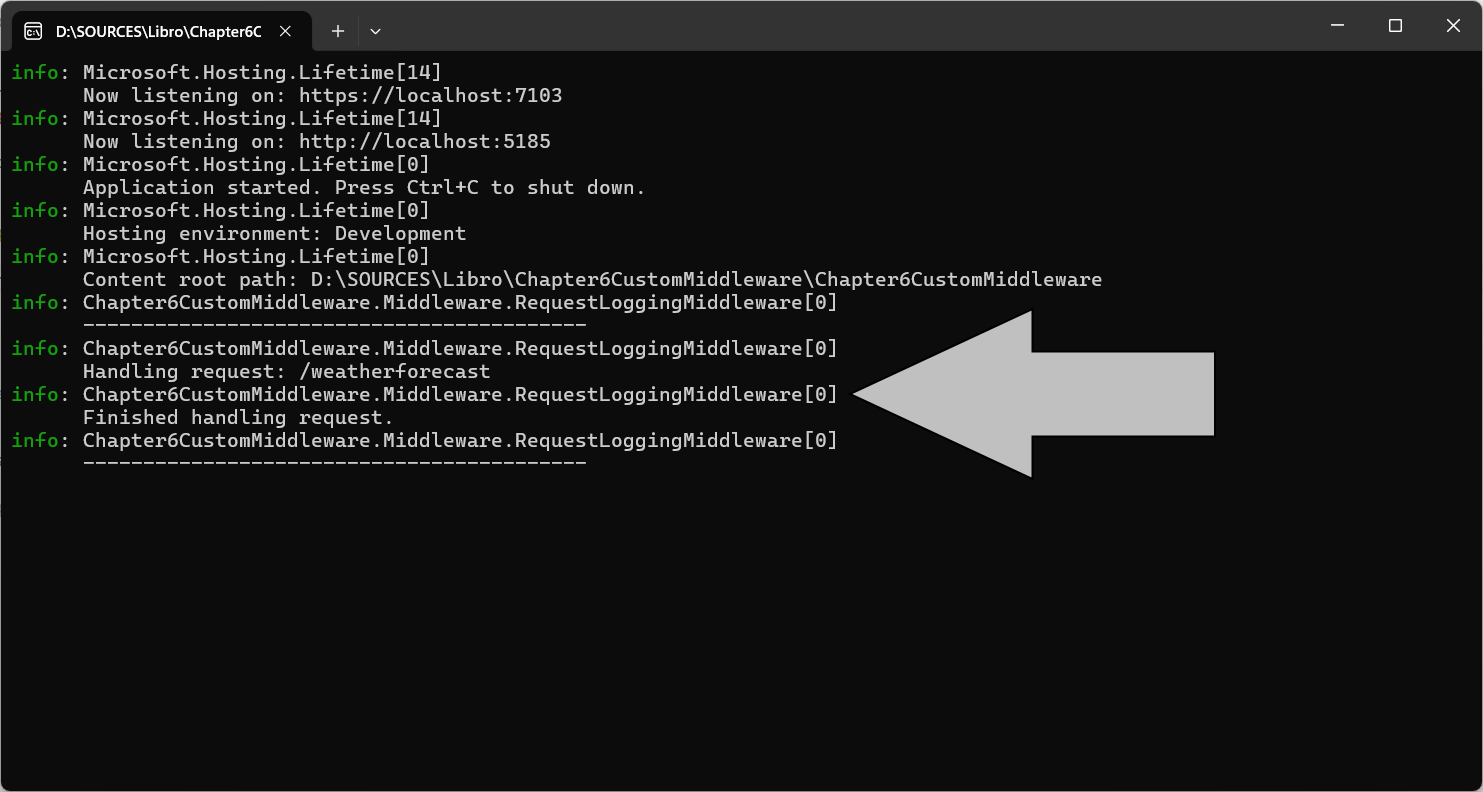 D:\SOURCES\Libro\Chapter6C
info: Microsoft.Hosting.Lifetime[14]
Now listening on: https://localhost:7103
info: Microsoft.Hosting.Lifetime[14]
Now listening on: http://localhost:5185
info: Microsoft.Hosting.Lifetime[0]
Application started. Press Ctrl+C to shut down.
info: Microsoft.Hosting.Lifetime[0]
Hosting environment: Development
info: Microsoft.Hosting.Lifetime[0]
Content root path: D:\SOURCES\Libro\Chapter6CustomMiddleware\Chapter6CustomMiddleware
info: Chapter6CustomMiddleware.Middleware.RequestLoggingMiddleware[0]
------------------------------------------
info: Chapter6CustomMiddleware.Middleware.RequestLoggingMiddleware[0]
Handling request: /weatherforecast
info: Chapter6CustomMiddleware.Middleware.RequestLoggingMiddleware[0]
Finished handling request.
info: Chapter6CustomMiddleware.Middleware.RequestLoggingMiddleware[0]
------------------------------------------